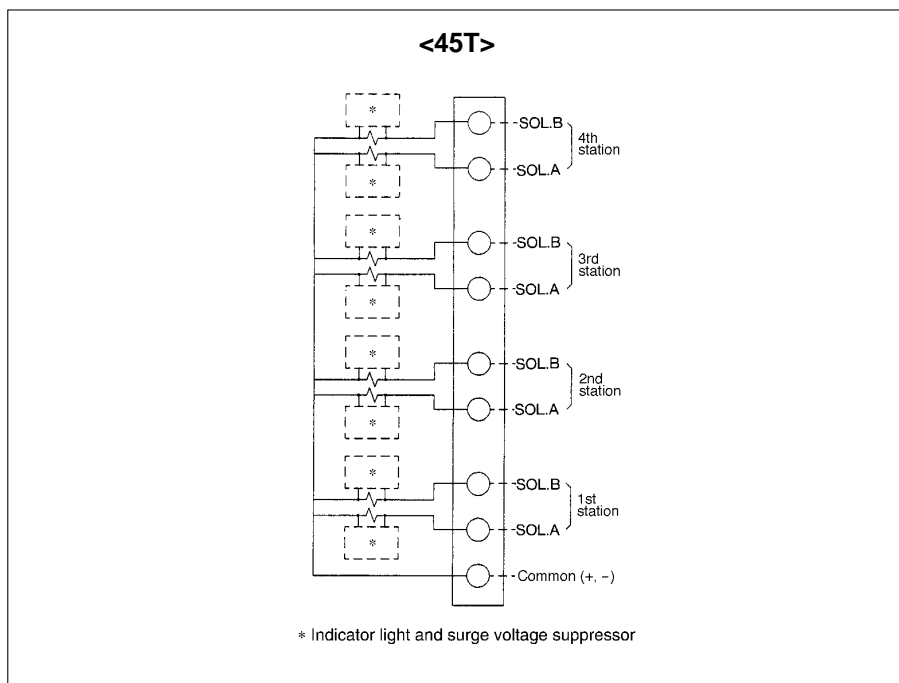 <45T>
*
SOL.B
4th
station
SOL.A
*
*
SOL.B
3rd
station
SOL.A
*
*
SOL.B
2nd
station
SOL.A
*
*
SOL.B
1st
station
SOL.A
*
Common (+, −)
* Indicator light and surge voltage suppressor